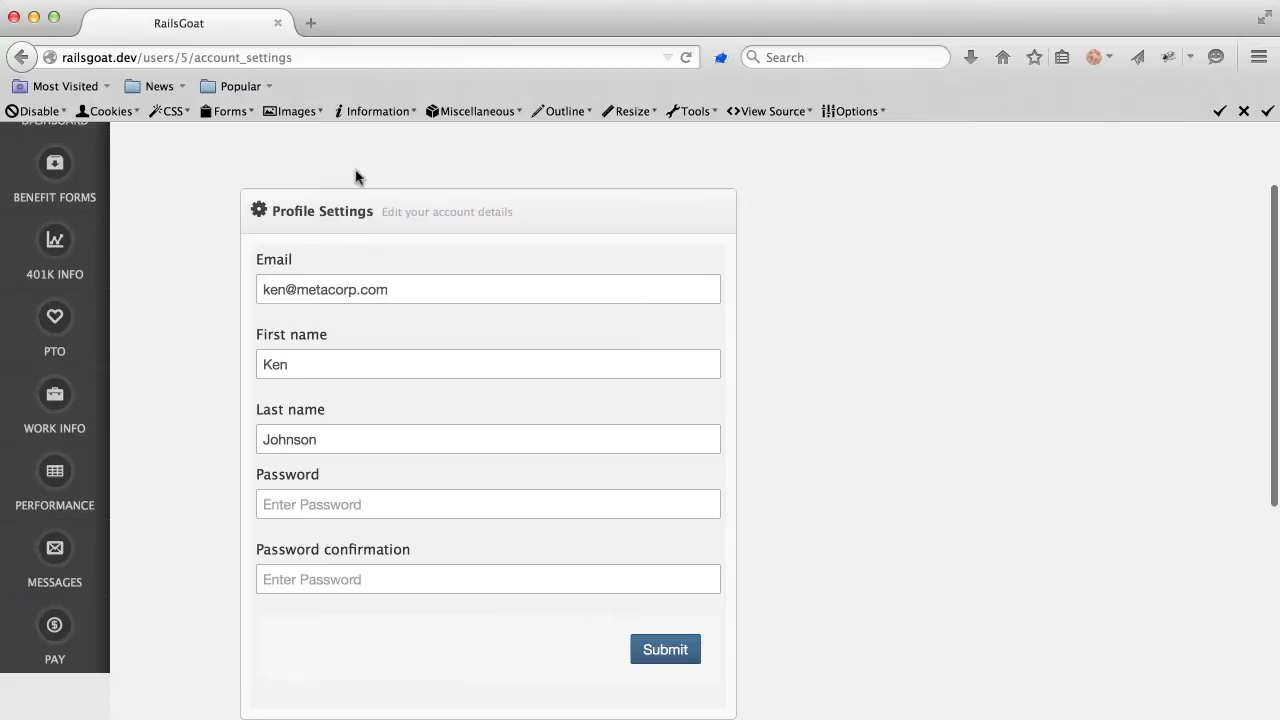 RailsGoat
railsgoat.dev/users/5/account_settings
Search
Most Visited
News
Popular
Disable
Cookies
CSS
Forms
Images
Information
Miscellaneous
Outline
Resize
Tools
View Source
Options
DASHBOARD
BENEFIT FORMS
401K INFO
PTO
WORK INFO
PERFORMANCE
MESSAGES
PAY
Profile Settings Edit your account details
Email
ken@metacorp.com
First name
Ken
Last name
Johnson
Password
Enter Password
Password confirmation
Enter Password
Submit